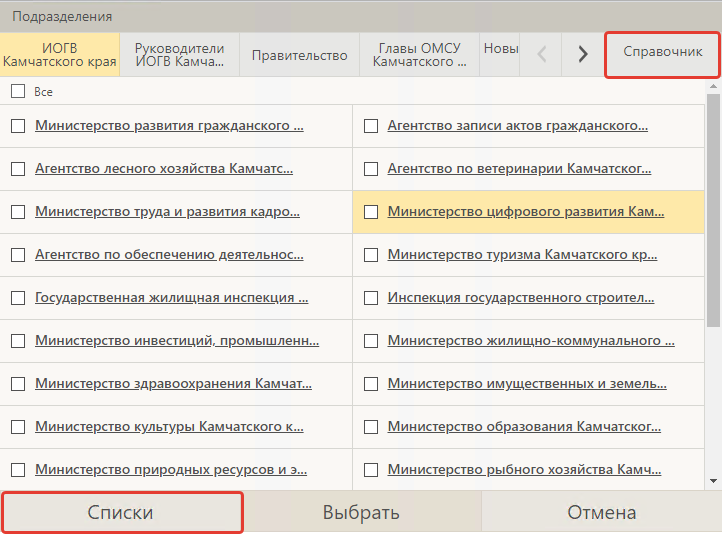 Подразделения
ИОГВ
Камчатского края
Руководители
ИОГВ Камча...
Правительство
Главы ОМСУ
Камчатского ...
Новы
Справочник
Все
Министерство развития гражданского ...
Агентство записи актов гражданского...
Агентство лесного хозяйства Камчатс...
Агентство по ветеринарии Камчатског...
Министерство труда и развития кадро...
Министерство цифрового развития Кам...
Агентство по обеспечению деятельнос...
Министерство туризма Камчатского кр...
Государственная жилищная инспекция ...
Инспекция государственного строител...
Министерство инвестиций, промышленн...
Министерство жилищно-коммунального ...
Министерство здравоохранения Камчат...
Министерство имущественных и земель...
Министерство культуры Камчатского к...
Министерство образования Камчатског...
Министерство природных ресурсов и э...
Министерство рыбного хозяйства Камч...
Списки
Выбрать
Отмена